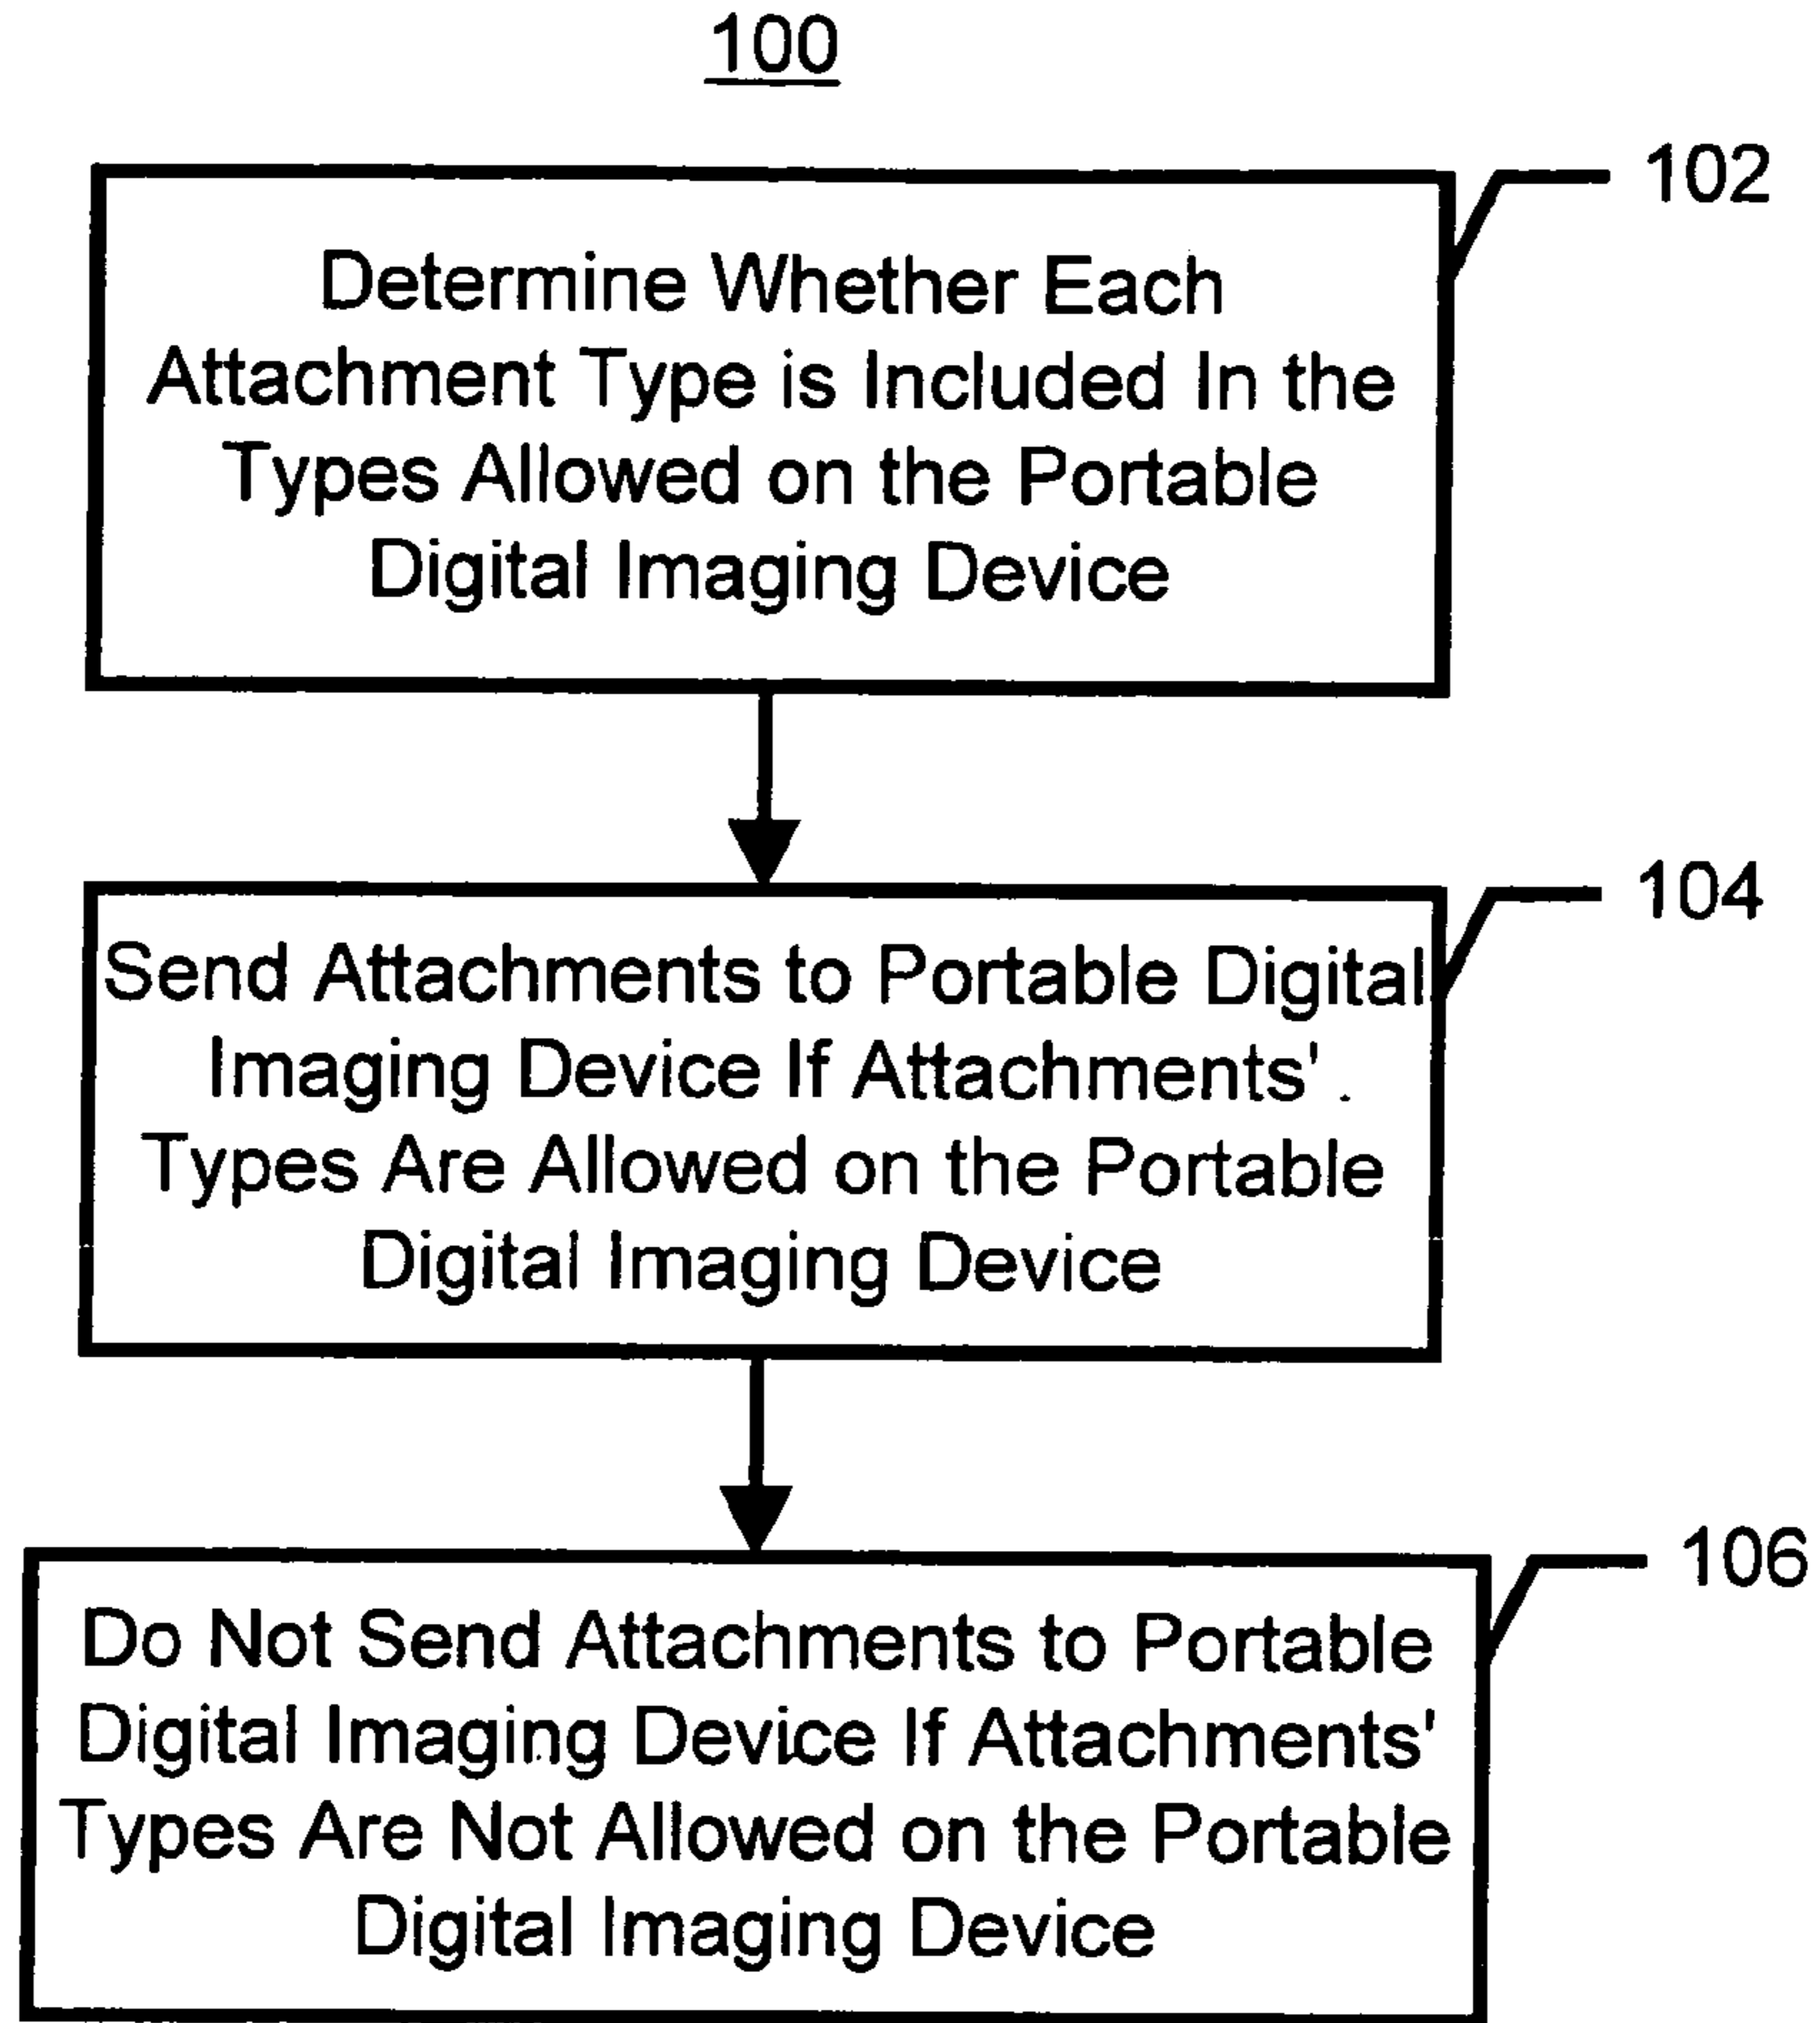 100
102
Determine Whether Each
Attachment Type is Included In the
Types Allowed on the Portable
Digital Imaging Device
104
Send Attachments to Portable Digital
Imaging Device If Attachments'
Types Are Allowed on the Portable
Digital Imaging Device
106
Do Not Send Attachments to Portable
Digital Imaging Device If Attachments'
Types Are Not Allowed on the Portable
Digital Imaging Device